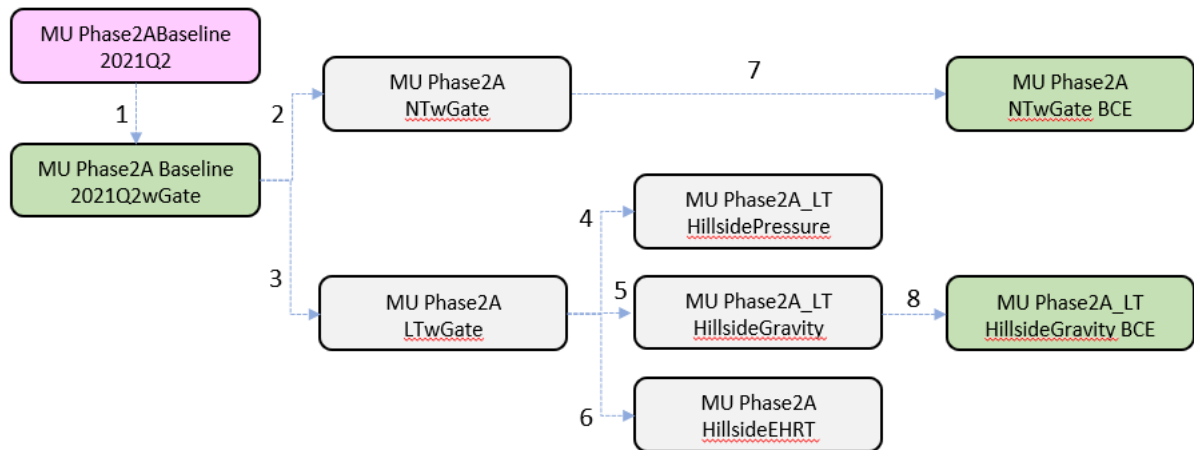 MU Phase2ABaseline
2021Q2
1
MU Phase2A Baseline
2021Q2wGate
2
MU Phase2A
NTwGate
7
MU Phase2A
NTwGate BCE
3
MU Phase2A
LTwGate
4
MU Phase2A_LT
HillsidePressure
5
MU Phase2A_LT
HillsideGravity
8
MU Phase2A_LT
HillsideGravity BCE
6
MU Phase2A
HillsideEHRT